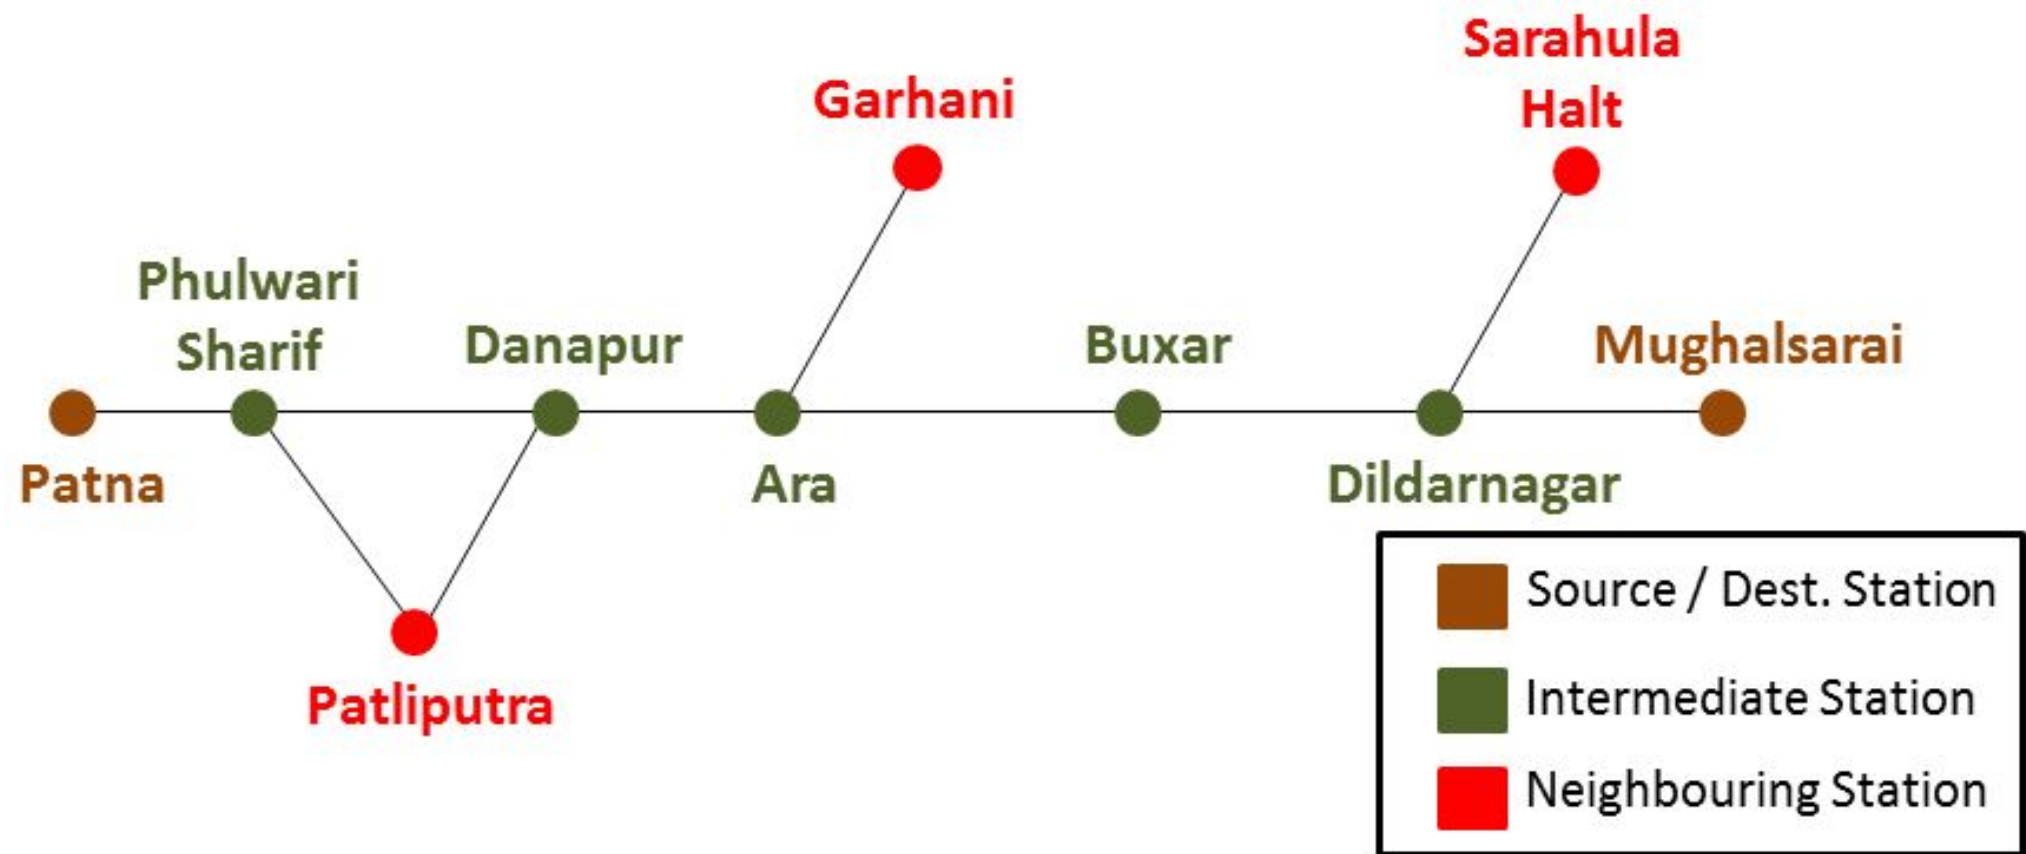 Sarahula
Halt
Garhani
Phulwari
Sharif
Danapur
Buxar
Mughalsarai
Patna
Ara
Dildarnagar
Patliputra
Source / Dest. Station
Intermediate Station
Neighbouring Station